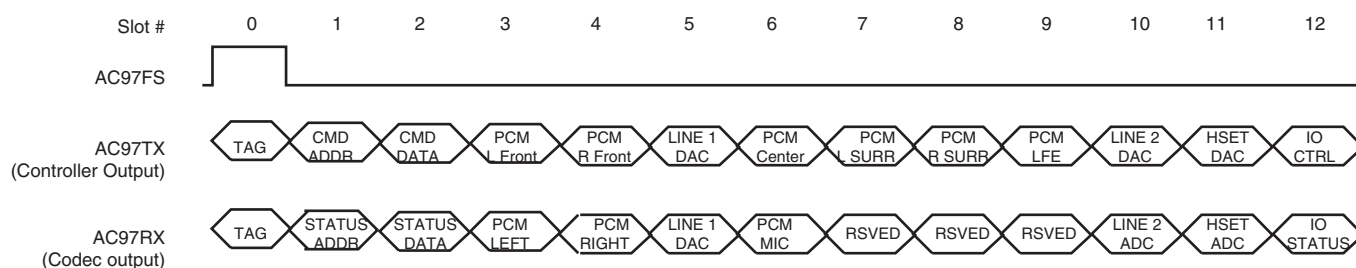 Slot # 0 1 2 3 4 5 6 7 8 9 10 11 12
AC97FS
AC97TX
(Controller Output)
TAG
CMD
ADDR
CMD
DATA
PCM
L Front
PCM
R Front
LINE 1
DAC
PCM
Center
PCM
L SURR
PCM
R SURR
PCM
LFE
LINE 2
DAC
HSET
DAC
IO
CTRL
AC97RX
(Codec output)
TAG
STATUS
ADDR
STATUS
DATA
PCM
LEFT
PCM
RIGHT
LINE 1
DAC
PCM
MIC
RSVED
RSVED
RSVED
LINE 2
ADC
HSET
ADC
IO
STATUS